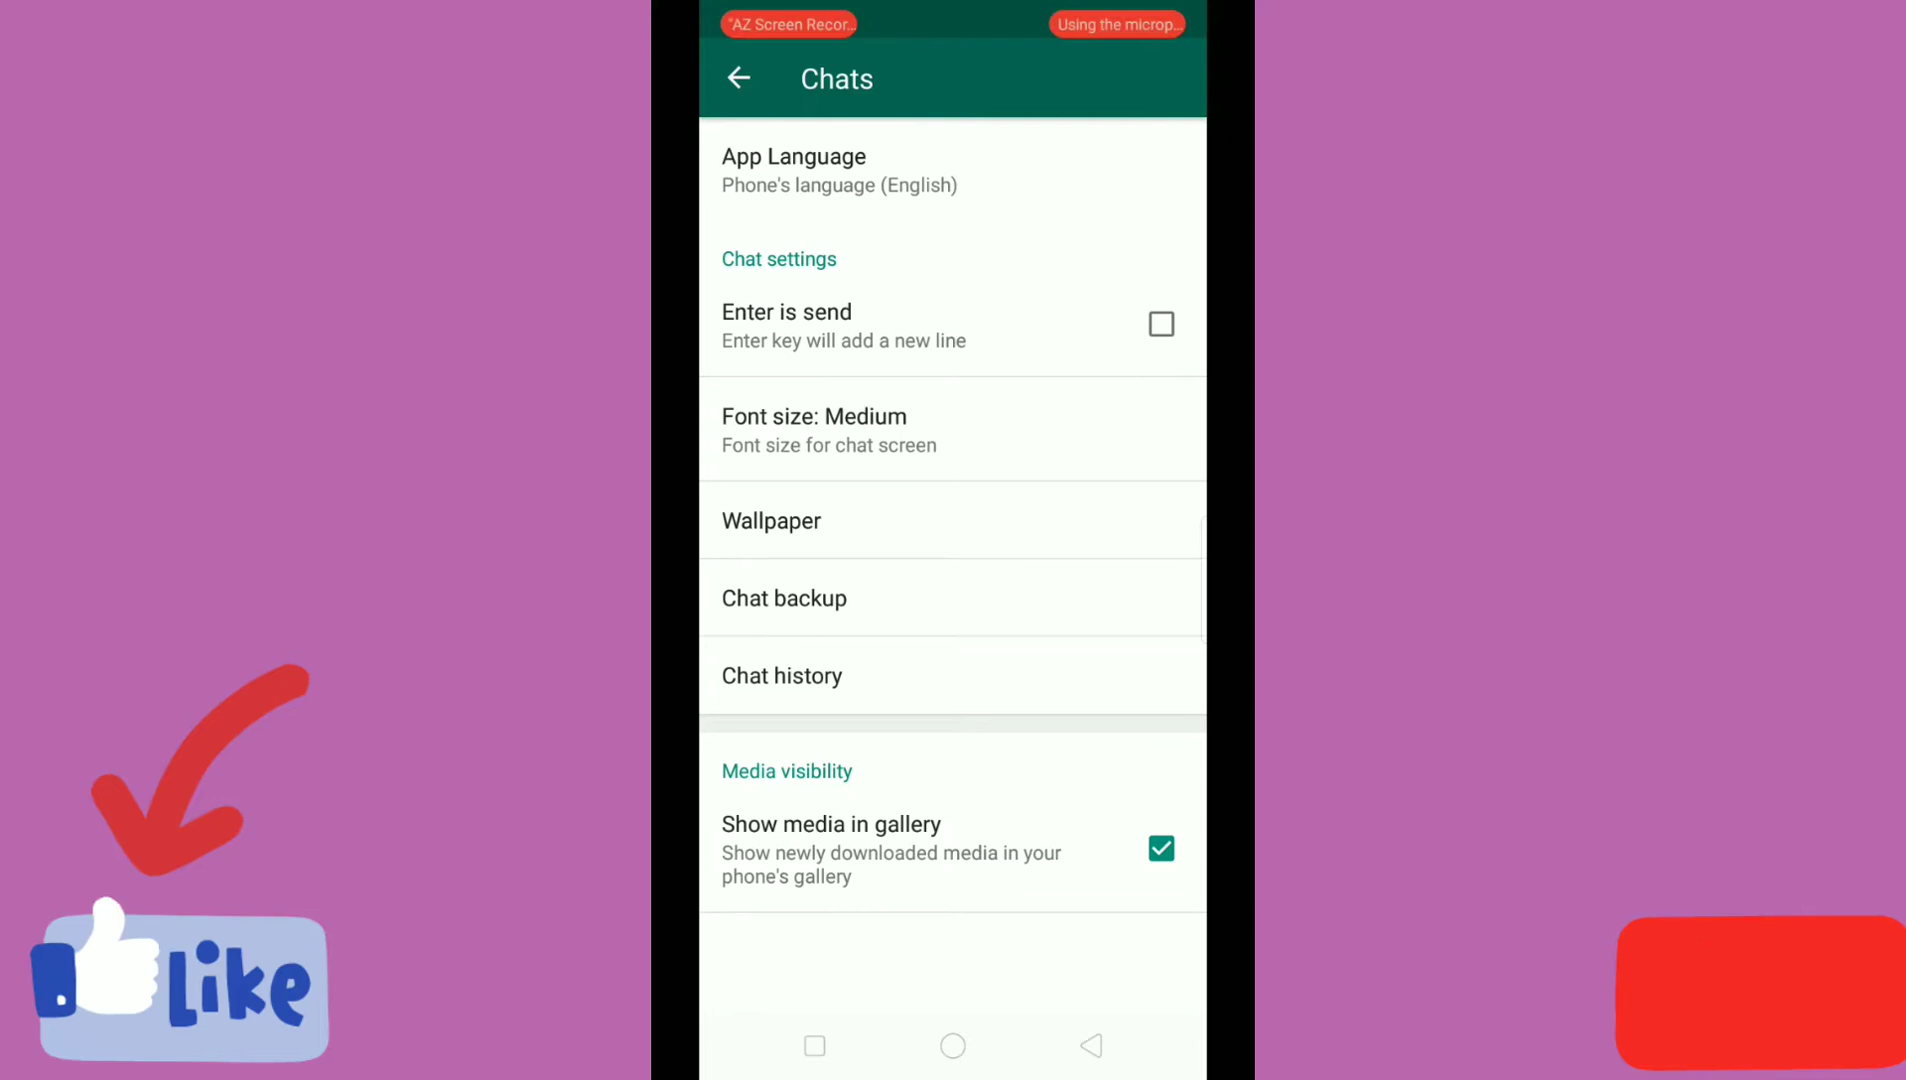 "AZ Screen Recor...
Using the microp...
Chats
App Language
Phone's language (English)
Chat settings
Enter is send
Enter key will add a new line
Font size: Medium
Font size for chat screen
Wallpaper
Chat backup
Chat history
Media visibility
Show media in gallery
Show newly downloaded media in your
phone's gallery
Like